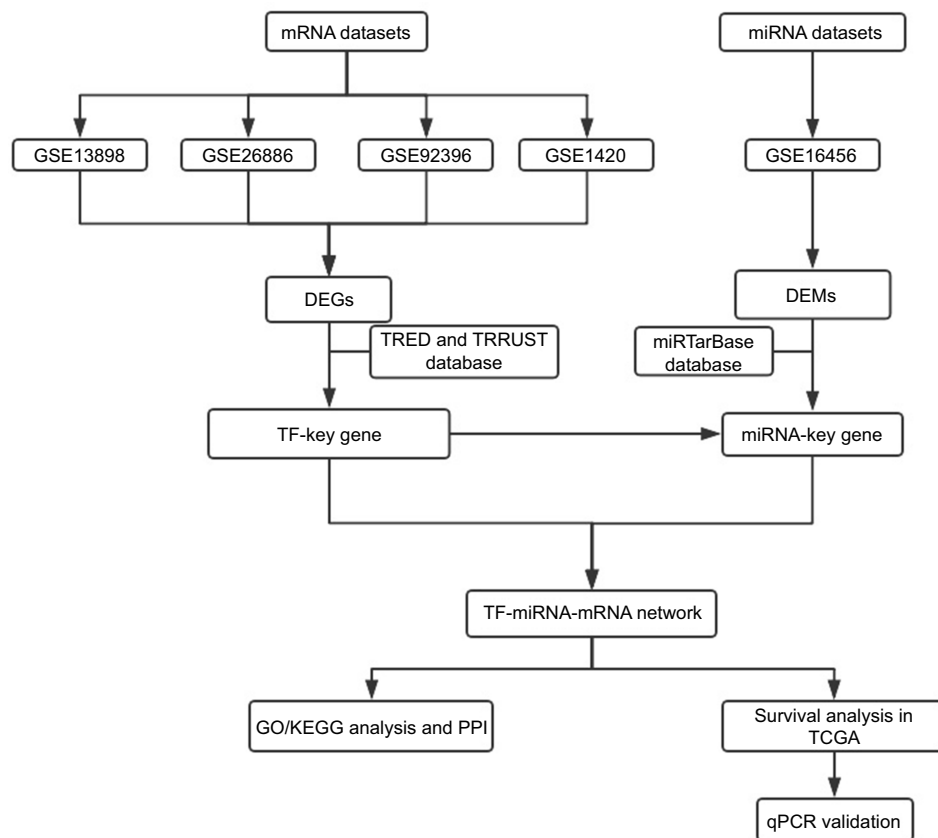 mRNA datasets
miRNA datasets
GSE13898
GSE26886
GSE92396
GSE1420
GSE16456
DEGs
DEMs
TRED and TRRUST
database
miRTarBase
database
TF-key gene
miRNA-key gene
TF-miRNA-mRNA network
GO/KEGG analysis and PPI
Survival analysis in
TCGA
qPCR validation